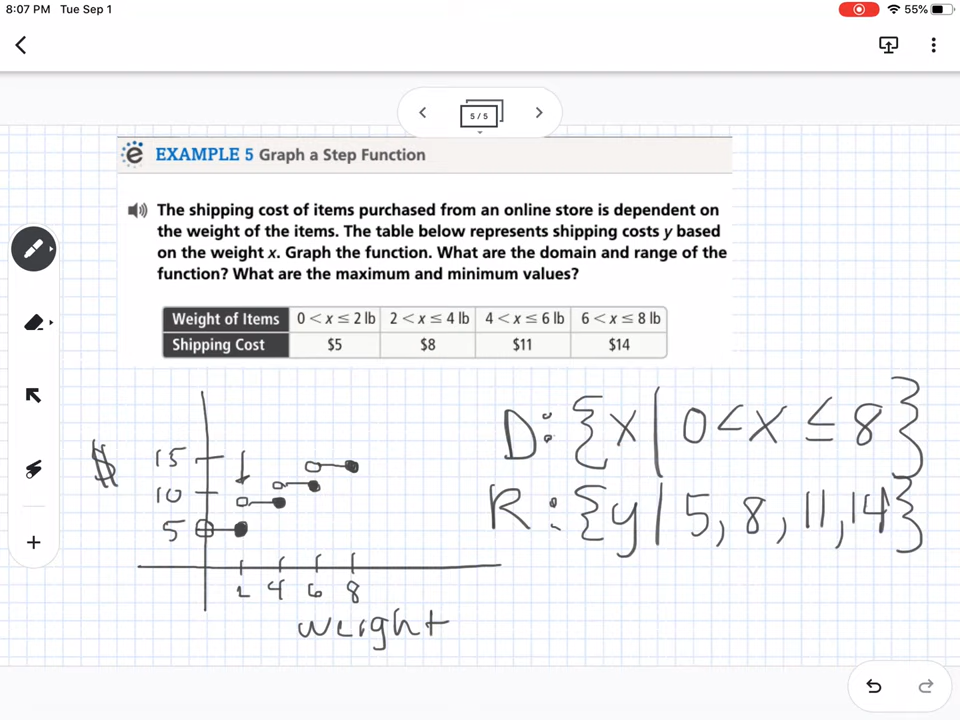 8:07 PM Tue Sep 1
55%
5 / 5
e EXAMPLE 5 Graph a Step Function
The shipping cost of items purchased from an online store is dependent on
the weight of the items. The table below represents shipping costs y based
on the weight x. Graph the function. What are the domain and range of the
function? What are the maximum and minimum values?
Weight of Items 0 < x ≤ 2 lb 2 < x ≤ 4 lb 4 < x ≤ 6 lb 6 < x ≤ 8 lb
Shipping Cost $5 $8 $11 $14
D: {x | 0 < x ≤ 8}
R: {y | 5, 8, 11, 14}
$
15
10
5
2 4 6 8
weight